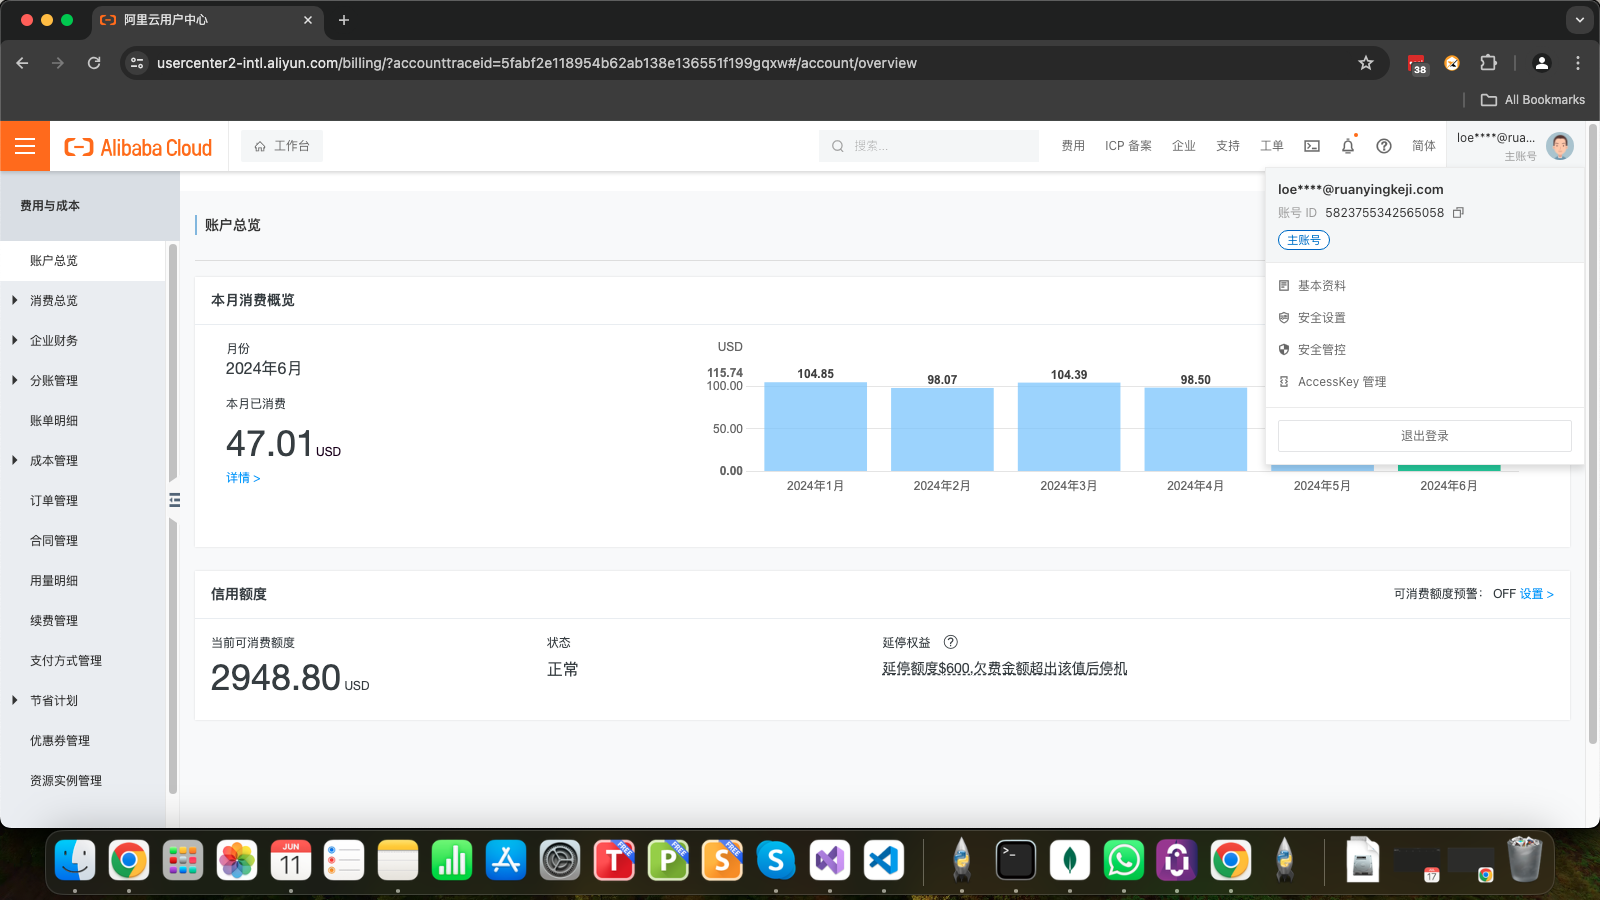 阿里云用户中心
usercenter2-intl.aliyun.com/billing/?accounttraceid=5fabf2e118954b62ab138e136551f199gqxw#/account/overview
38
All Bookmarks
Alibaba Cloud
工作台
搜索...
费用
ICP 备案
企业
支持
工单
简体
loe****@rua...
主账号
loe****@ruanyingkeji.com
账号 ID 5823755342565058
主账号
基本资料
安全设置
安全管控
AccessKey 管理
退出登录
费用与成本
账户总览
消费总览
企业财务
分账管理
账单明细
成本管理
订单管理
合同管理
用量明细
续费管理
支付方式管理
节省计划
优惠券管理
资源实例管理
账户总览
本月消费概览
月份
2024年6月
本月已消费
47.01 USD
详情 >
USD
115.74
100.00
50.00
0.00
104.85
98.07
104.39
98.50
2024年1月
2024年2月
2024年3月
2024年4月
2024年5月
2024年6月
信用额度
可消费额度预警： OFF 设置 >
当前可消费额度
2948.80 USD
状态
正常
延停权益
延停额度$600,欠费金额超出该值后停机
JUN
11
T
FREE
P
FREE
S
FREE
S
17